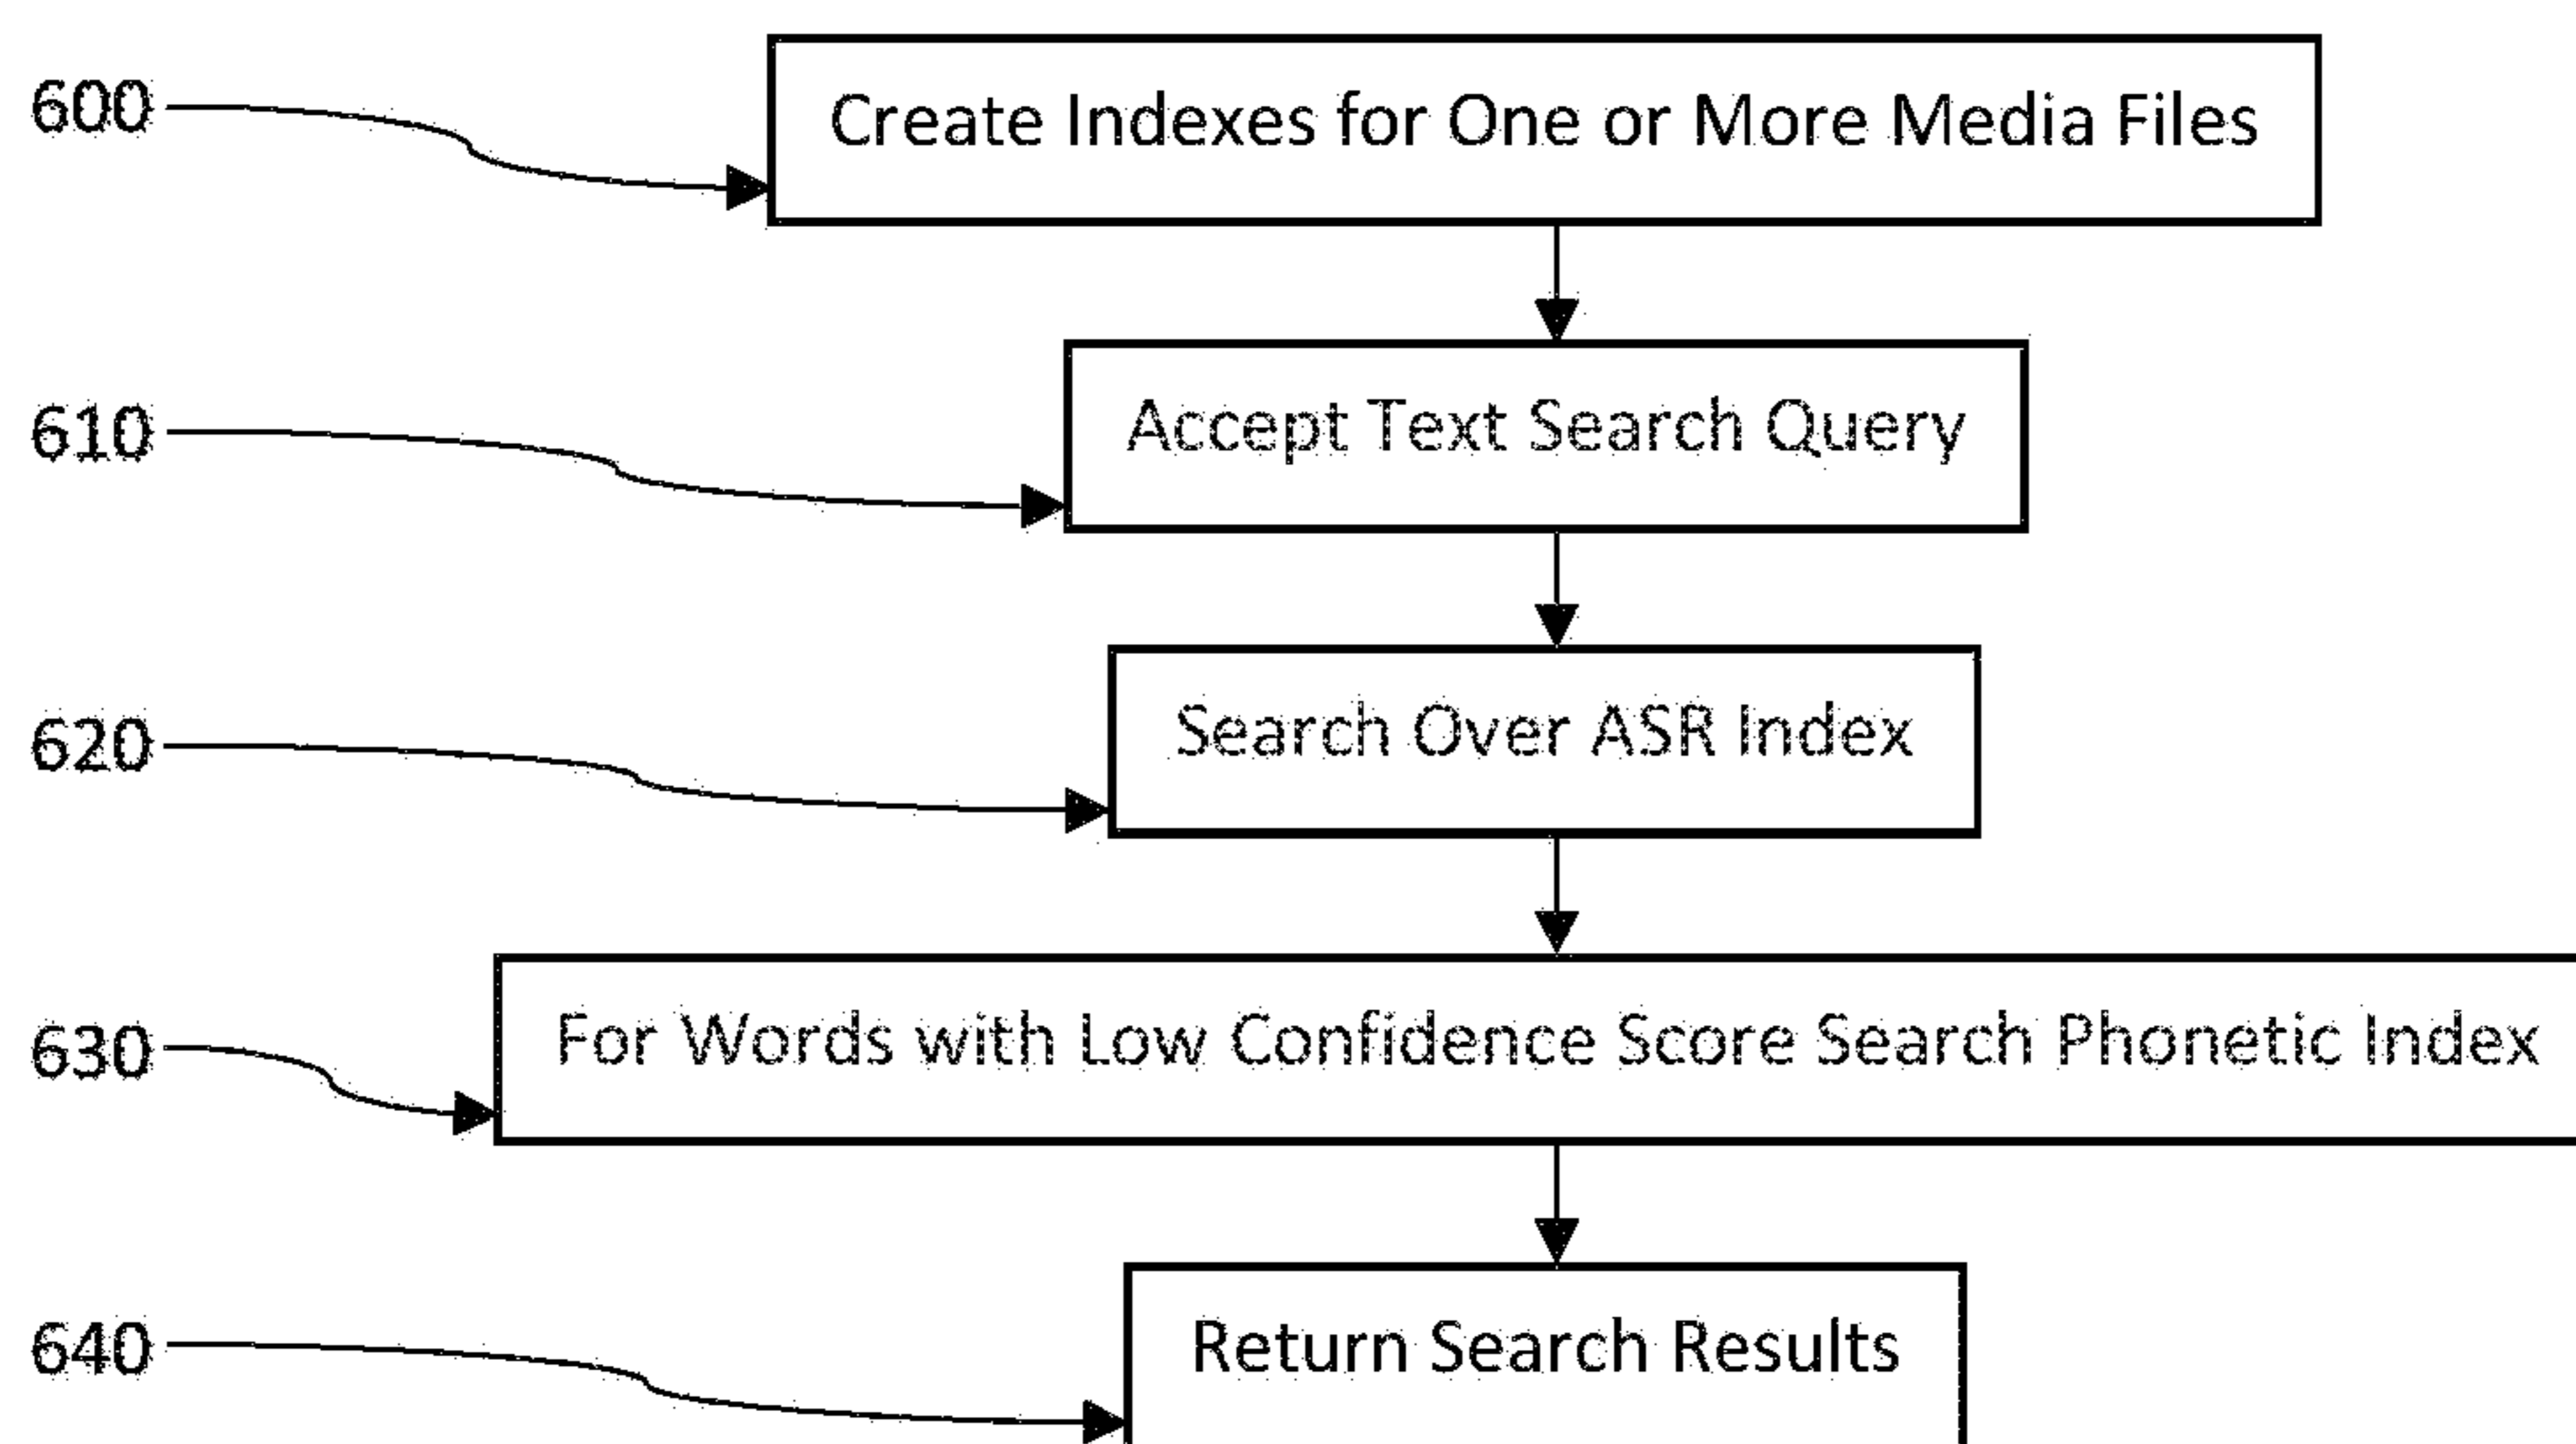 600
Create Indexes for One or More Media Files
610
Accept Text Search Query
620
Search Over ASR Index
630
For Words with Low Confidence Score Search Phonetic Index
640
Return Search Results